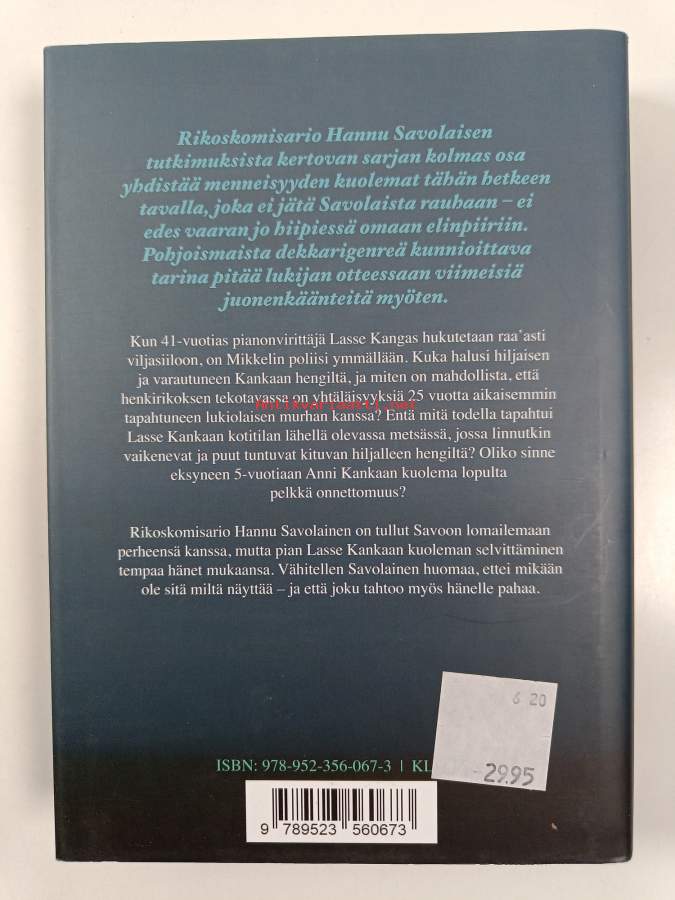 Rikoskomisario Hannu Savolaisen
tutkimuksista kertovan sarjan kolmas osa
yhdistää menneisyyden kuolemat tähän hetkeen
tavalla, joka ei jätä Savolaista rauhaan – ei
edes vaaran jo hiipiessä omaan elinpiiriin.
Pohjoismaista dekkarigenreä kunnioittava
tarina pitää lukijan otteessaan viimeisiä
juonenkäänteitä myöten.
Kun 41-vuotias pianonvirittäjä Lasse Kangas hukutetaan raa’asti
viljasiiloon, on Mikkelin poliisi ymmällään. Kuka halusi hiljaisen
ja varautuneen Kankaan hengiltä, ja miten on mahdollista, että
henkirikoksen tekotavassa on yhtäläisyyksiä 25 vuotta aikaisemmin
Antikvariaatti.net
tapahtuneen lukiolaisen murhan kanssa? Entä mitä todella tapahtui
Lasse Kankaan kotitilan lähellä olevassa metsässä, jossa linnutkin
vaikenevat ja puut tuntuvat kituvan hiljalleen hengiltä? Oliko sinne
eksyneen 5-vuotiaan Anni Kankaan kuolema lopulta
pelkkä onnettomuus?
Rikoskomisario Hannu Savolainen on tullut Savoon lomailemaan
perheensä kanssa, mutta pian Lasse Kankaan kuoleman selvittäminen
tempaa hänet mukaansa. Vähitellen Savolainen huomaa, ettei mikään
ole sitä miltä näyttää – ja että joku tahtoo myös hänelle pahaa.
6 20
ISBN: 978-952-356-067-3 | KL
-29.95
9 789523 560673